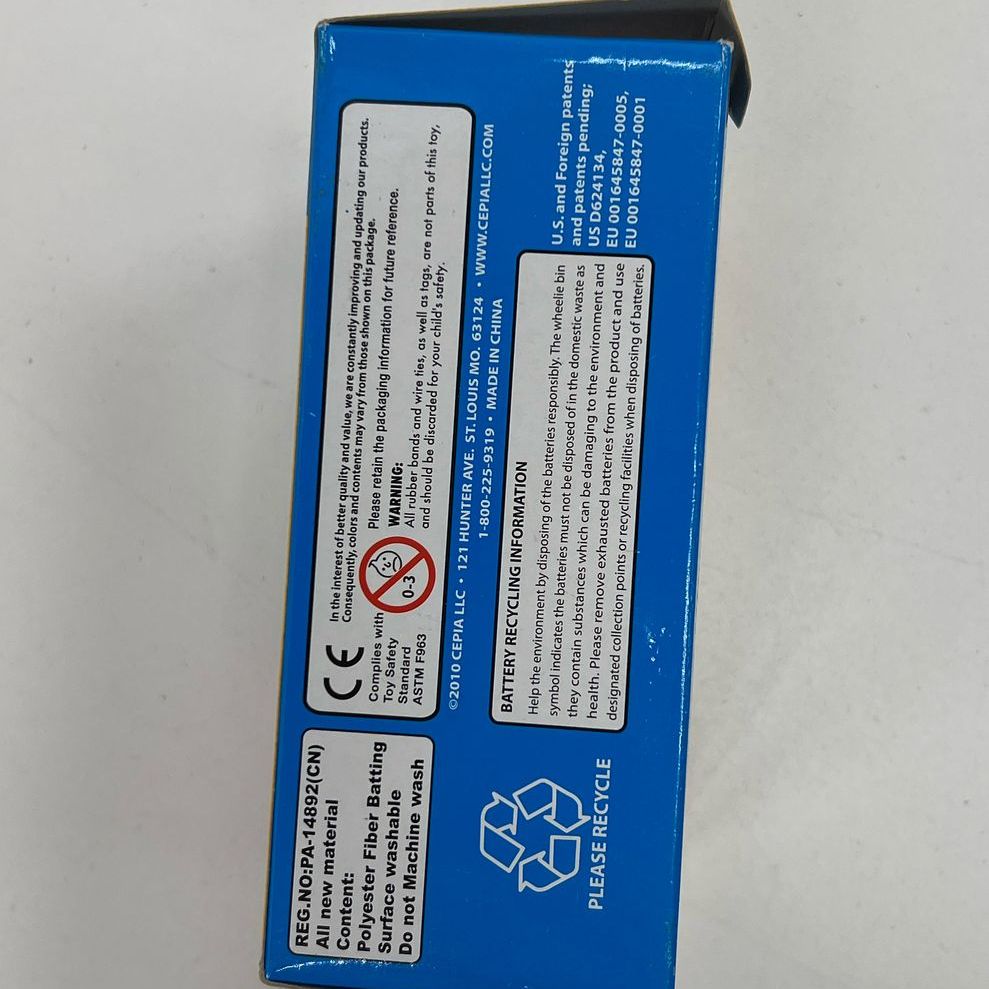 REG.NO:PA-14892(CN)
All new material
Content:
Polyester Fiber Batting
Surface washable
Do not Machine wash
CE
Complies with
Toy Safety
Standard
ASTM F963
0-3
In the interest of better quality and value, we are constantly improving and updating our products.
Consequently, colors and contents may vary from those shown on this package.
Please retain the packaging information for future reference.
WARNING:
All rubber bands and wire ties, as well as tags, are not parts of this toy,
and should be discarded for your child's safety.
©2010 CEPIA LLC • 121 HUNTER AVE. ST. LOUIS MO. 63124 • WWW.CEPIALLC.COM
1-800-225-9319 • MADE IN CHINA
PLEASE RECYCLE
BATTERY RECYCLING INFORMATION
Help the environment by disposing of the batteries responsibly. The wheelie bin
symbol indicates the batteries must not be disposed of in the domestic waste as
they contain substances which can be damaging to the environment and
health. Please remove exhausted batteries from the product and use
designated collection points or recycling facilities when disposing of batteries.
U.S. and Foreign patents
and patents pending;
US D624134,
EU 001645847-0005,
EU 001645847-0001